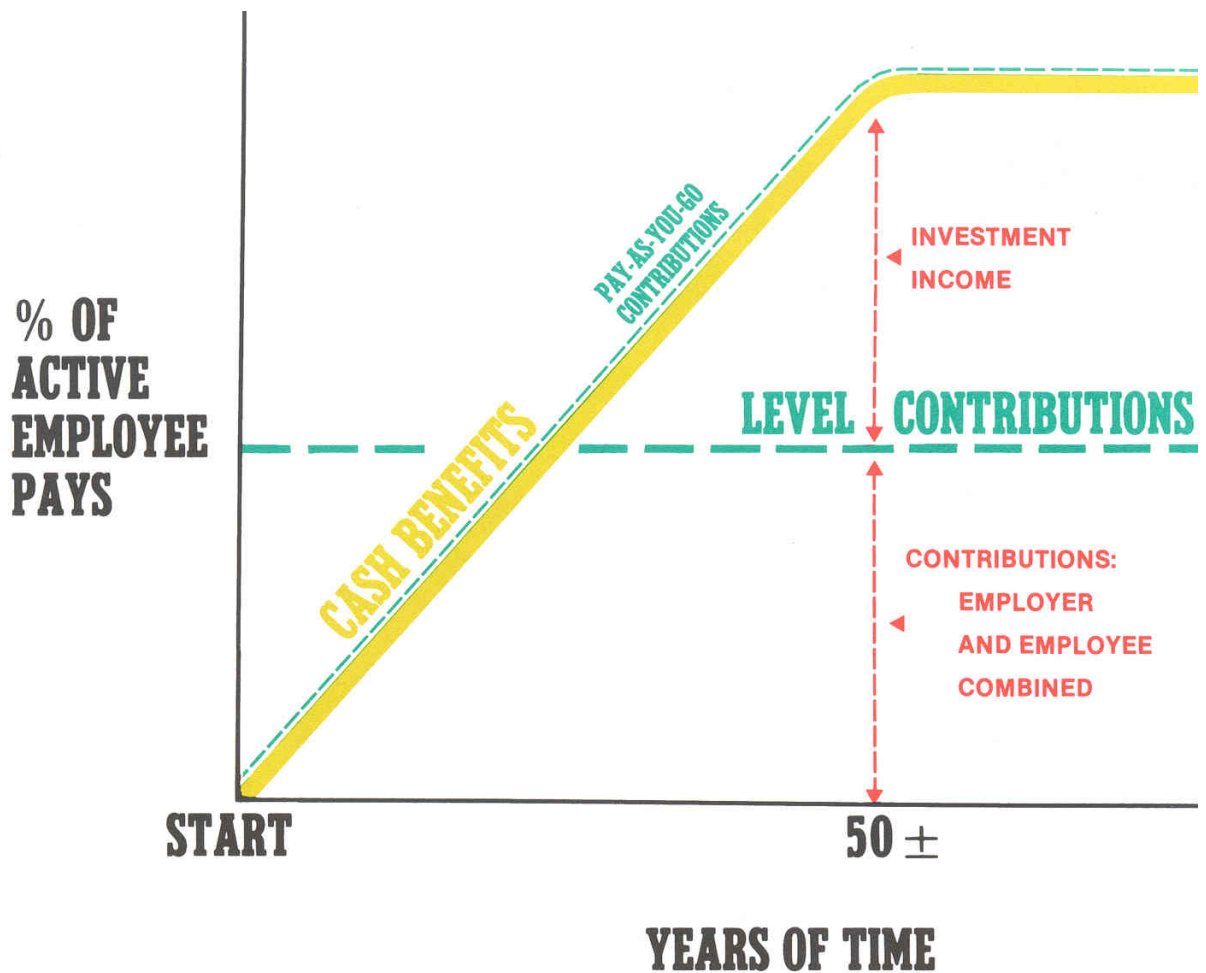 % OF
ACTIVE
EMPLOYEE
PAYS
PAY-AS-YOU-GO
CONTRIBUTIONS
CASH BENEFITS
INVESTMENT
INCOME
LEVEL CONTRIBUTIONS
CONTRIBUTIONS:
EMPLOYER
AND EMPLOYEE
COMBINED
START
50 ±
YEARS OF TIME